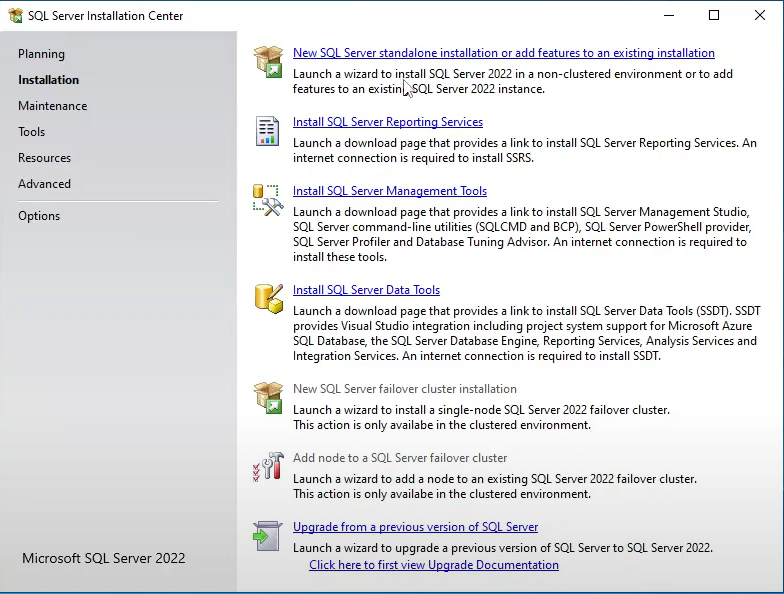 SQL Server Installation Center
Planning
Installation
Maintenance
Tools
Resources
Advanced
Options
Microsoft SQL Server 2022
New SQL Server standalone installation or add features to an existing installation
Launch a wizard to install SQL Server 2022 in a non-clustered environment or to add
features to an existing SQL Server 2022 instance.
Install SQL Server Reporting Services
Launch a download page that provides a link to install SQL Server Reporting Services. An
internet connection is required to install SSRS.
Install SQL Server Management Tools
Launch a download page that provides a link to install SQL Server Management Studio,
SQL Server command-line utilities (SQLCMD and BCP), SQL Server PowerShell provider,
SQL Server Profiler and Database Tuning Advisor. An internet connection is required to
install these tools.
Install SQL Server Data Tools
Launch a download page that provides a link to install SQL Server Data Tools (SSDT). SSDT
provides Visual Studio integration including project system support for Microsoft Azure
SQL Database, the SQL Server Database Engine, Reporting Services, Analysis Services and
Integration Services. An internet connection is required to install SSDT.
New SQL Server failover cluster installation
Launch a wizard to install a single-node SQL Server 2022 failover cluster.
This action is only availabe in the clustered environment.
Add node to a SQL Server failover cluster
Launch a wizard to add a node to an existing SQL Server 2022 failover cluster.
This action is only availabe in the clustered environment.
Upgrade from a previous version of SQL Server
Launch a wizard to upgrade a previous version of SQL Server to SQL Server 2022.
Click here to first view Upgrade Documentation